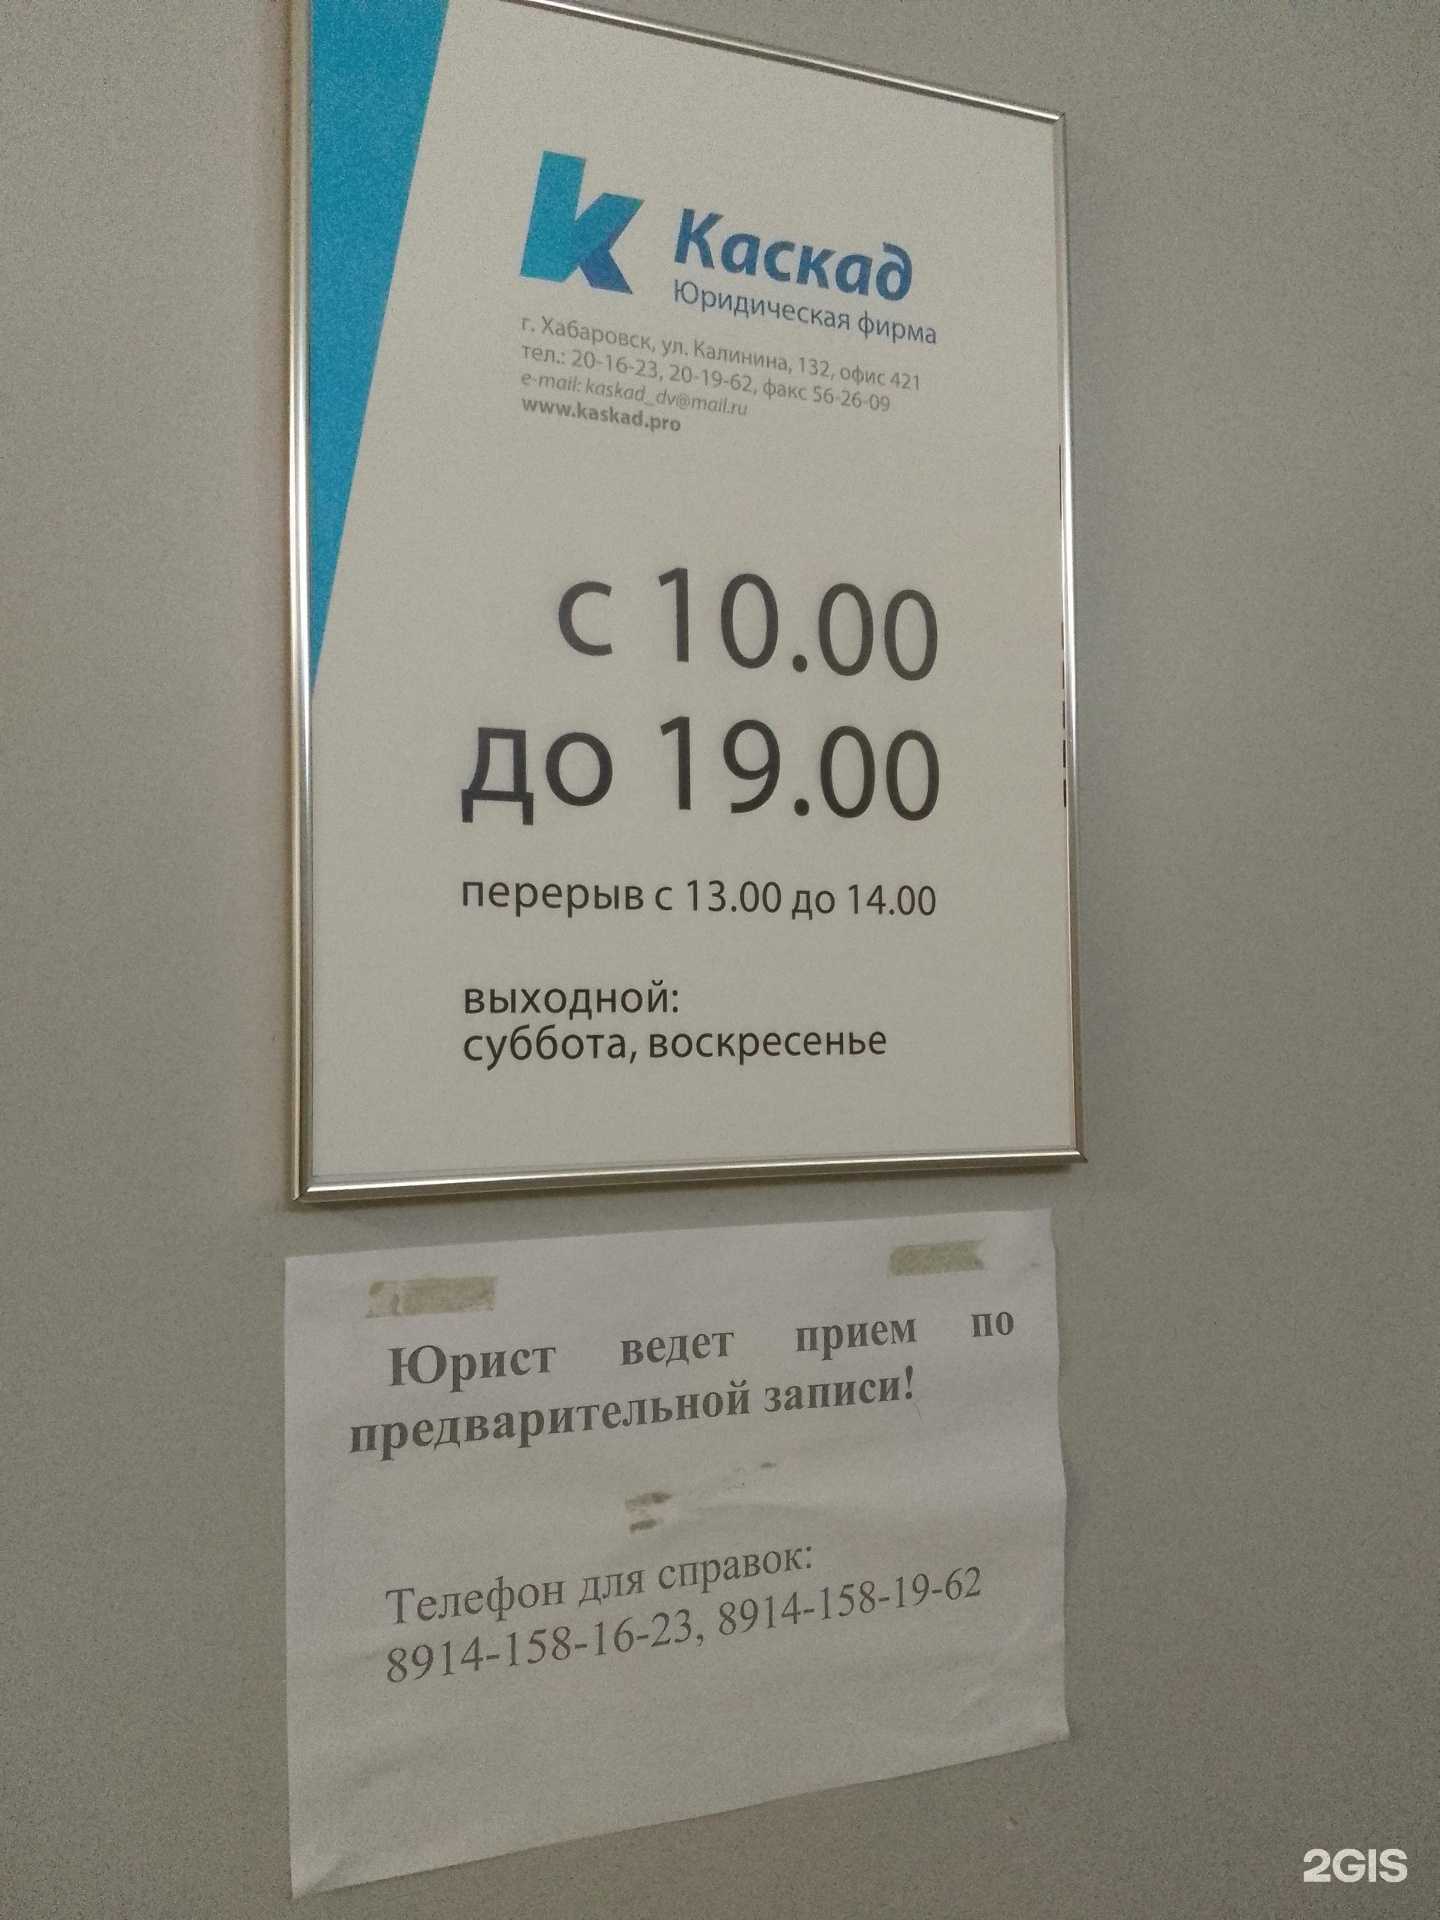 Каскад
Юридическая фирма
г. Хабаровск, ул. Калинина, 132, офис 421
тел.: 20-16-23, 20-19-62, факс 56-26-09
e-mail: kaskad_dv@mail.ru
www.kaskad.pro
с 10.00
до 19.00
перерыв с 13.00 до 14.00
выходной:
суббота, воскресенье
Юрист ведет прием по
предварительной записи!
Телефон для справок:
8914-158-16-23, 8914-158-19-62
2GIS